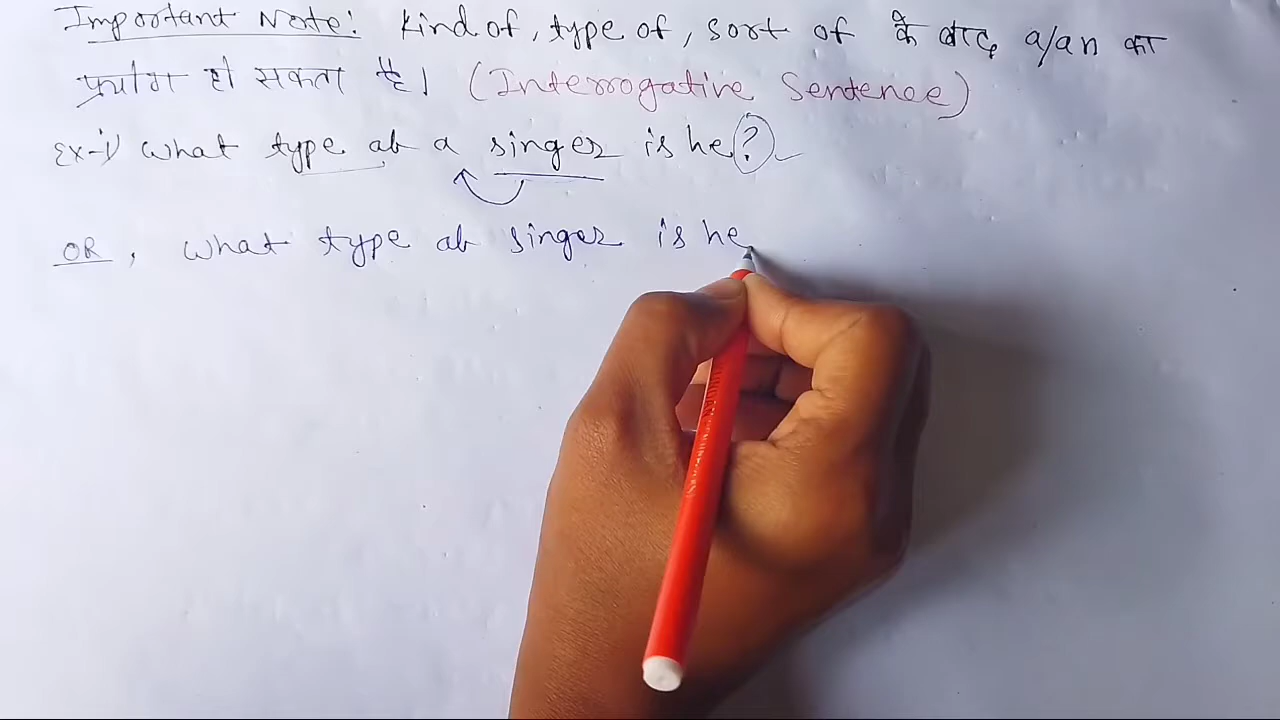 Important Note: Kind of, type of, sort of के बाद a/an का
प्रयोग हो सकता है। (Interrogative Sentence)
Ex-i) What type of a singer is he?
OR, What type of singer is he